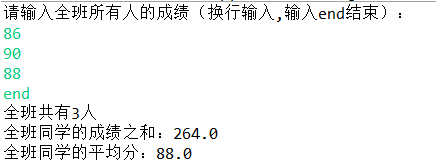 请输入全班所有人的成绩（换行输入,输入end结束）：
86
90
88
end
全班共有3人
全班同学的成绩之和：264.0
全班同学的平均分：88.0